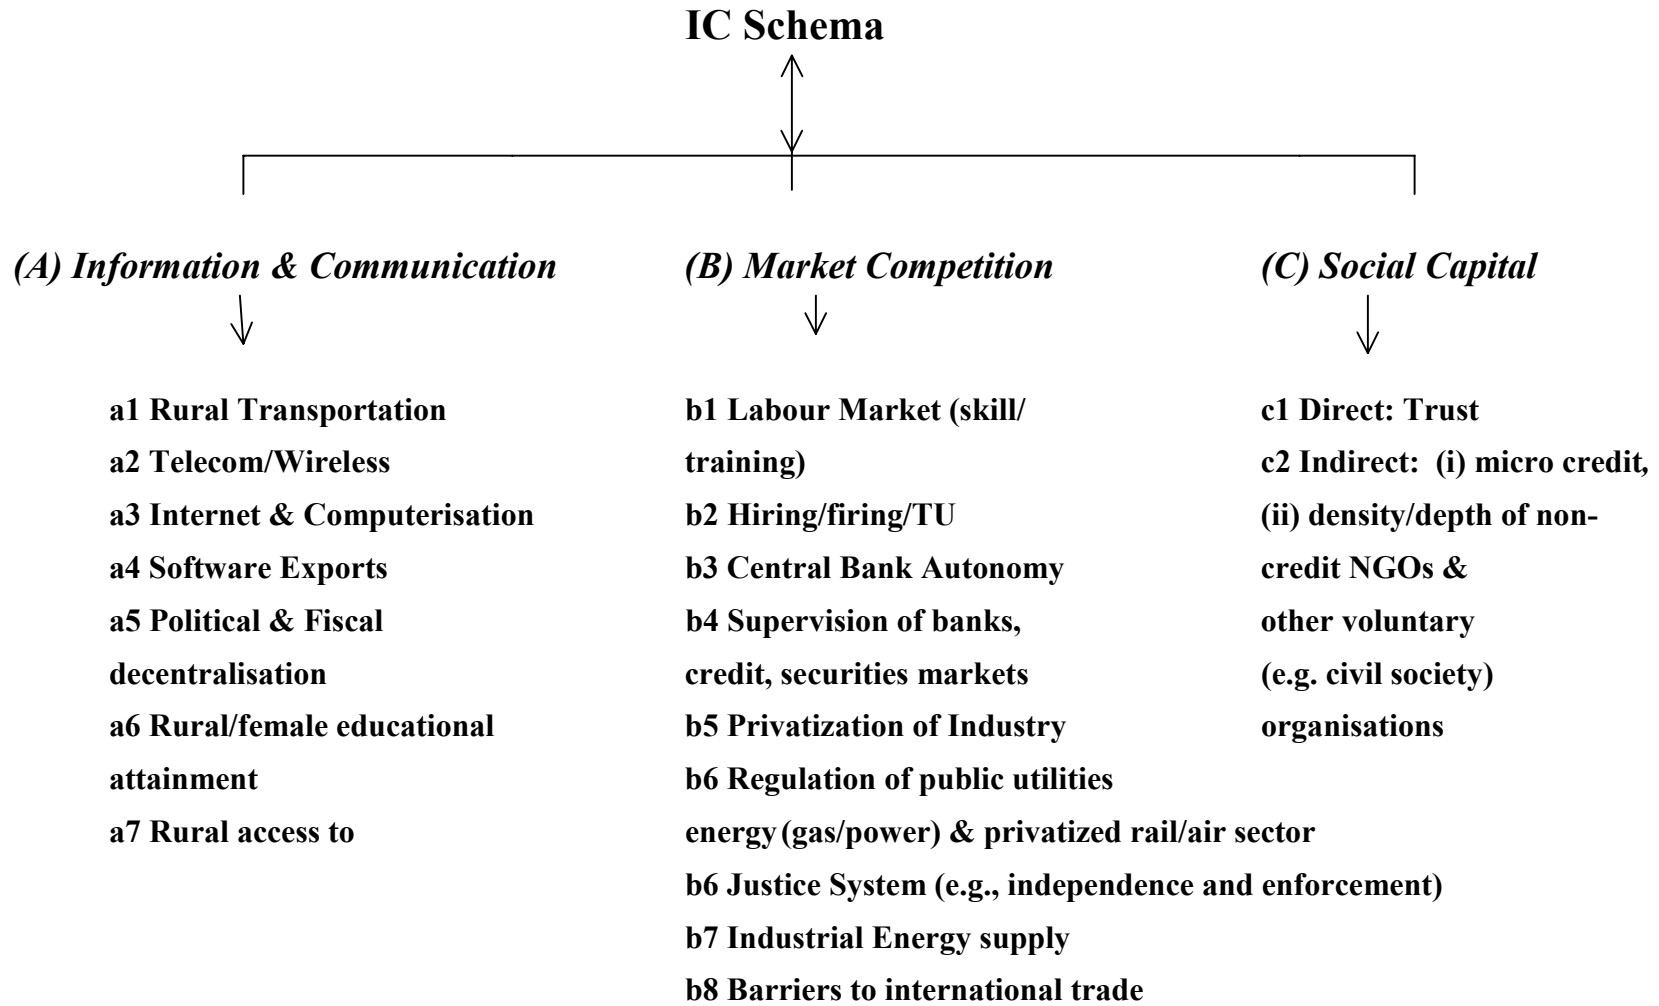 IC Schema
(A) Information & Communication
a1 Rural Transportation
a2 Telecom/Wireless
a3 Internet & Computerisation
a4 Software Exports
a5 Political & Fiscal
decentralisation
a6 Rural/female educational
attainment
a7 Rural access to
(B) Market Competition
b1 Labour Market (skill/
training)
b2 Hiring/firing/TU
b3 Central Bank Autonomy
b4 Supervision of banks,
credit, securities markets
b5 Privatization of Industry
b6 Regulation of public utilities
energy (gas/power) & privatized rail/air sector
b6 Justice System (e.g., independence and enforcement)
b7 Industrial Energy supply
b8 Barriers to international trade
(C) Social Capital
c1 Direct: Trust
c2 Indirect: (i) micro credit,
(ii) density/depth of non-
credit NGOs &
other voluntary
(e.g. civil society)
organisations